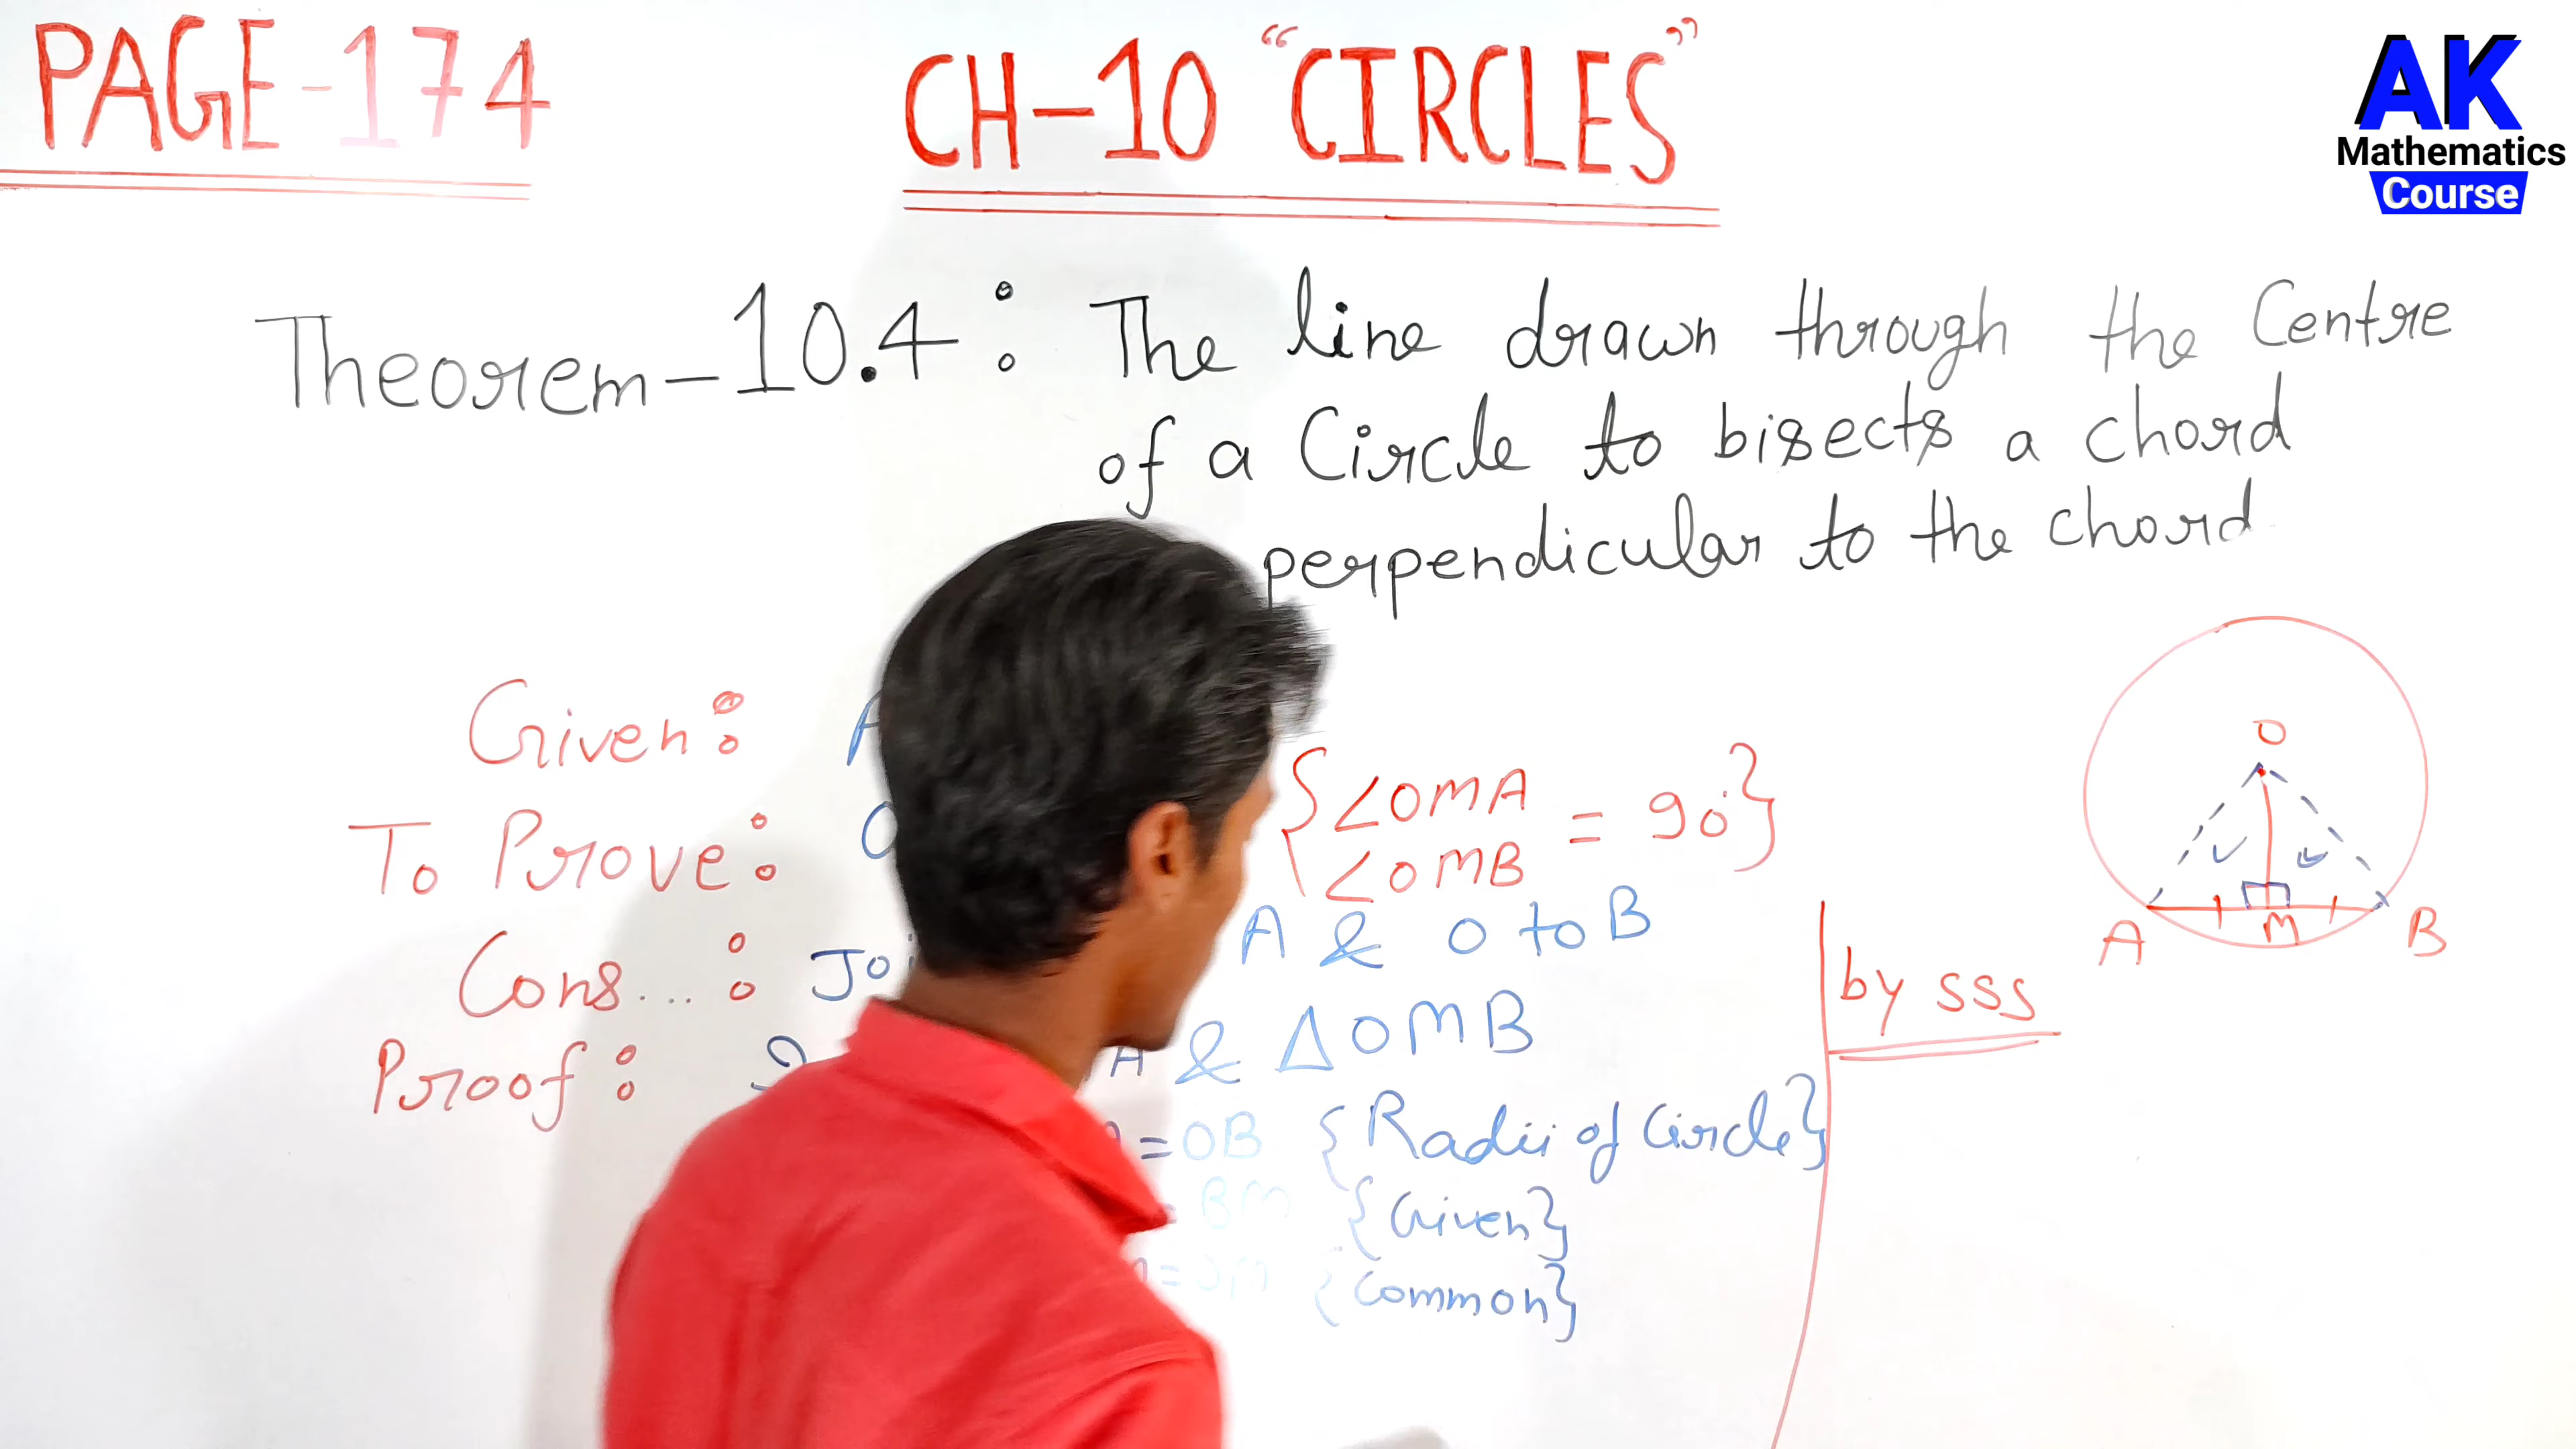 PAGE-174
CH-10 "CIRCLES"
AK
Mathematics
Course
Theorem-10.4: The line drawn through the Centre
of a Circle to bisects a chord
perpendicular to the chord
Given:
{∠OMA
∠OMB = 90°}
To Prove:
Cons...: A & O to B
Proof: & ΔOMB
= OB {Radii of Circle}
= BM {Given}
= OM {Common}
by SSS
O
A M B